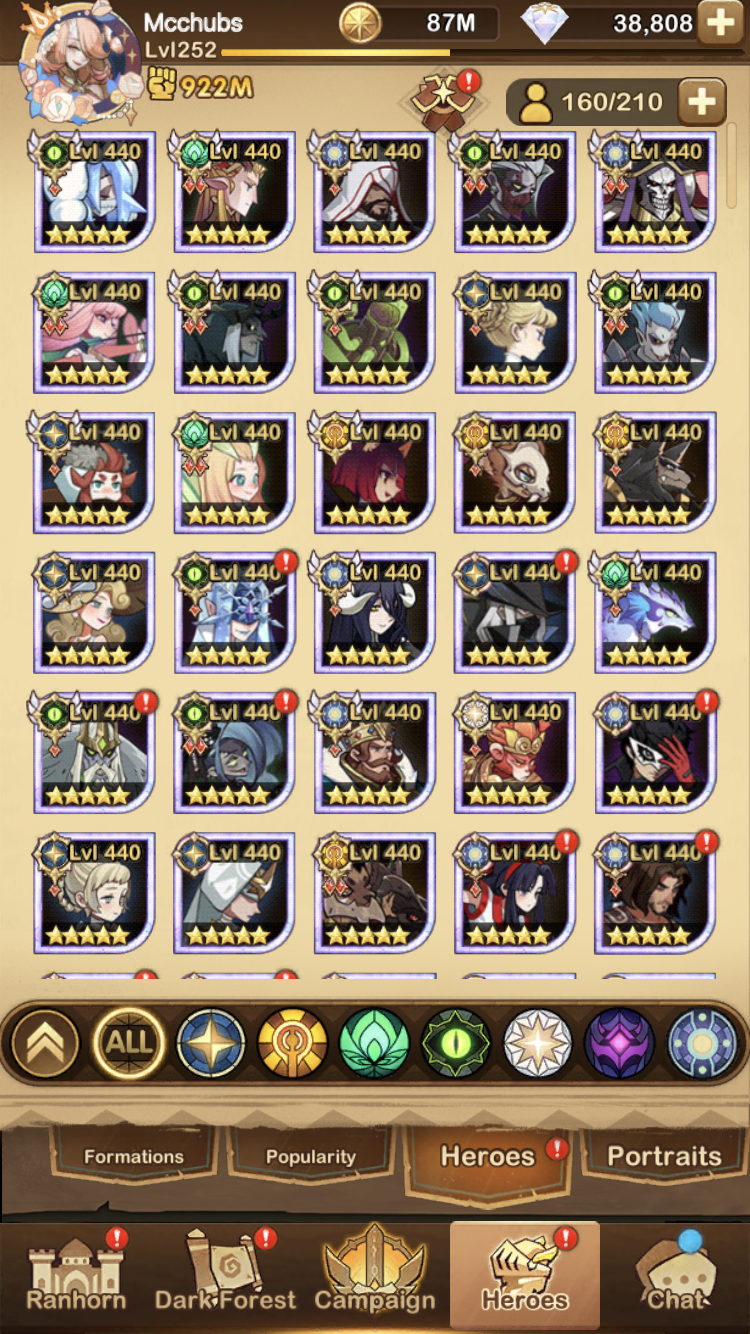 Mcchubs
87M
38,808
Lvl252
922M
160/210
Lvl 440 Lvl 440 Lvl 440 Lvl 440 Lvl 440
Lvl 440 Lvl 440 Lvl 440 Lvl 440 Lvl 440
Lvl 440 Lvl 440 Lvl 440 Lvl 440 Lvl 440
Lvl 440 Lvl 440 Lvl 440 Lvl 440 Lvl 440
Lvl 440 Lvl 440 Lvl 440 Lvl 440 Lvl 440
Lvl 440 Lvl 440 Lvl 440 Lvl 440 Lvl 440
ALL
Formations Popularity Heroes Portraits
Ranhorn Dark Forest Campaign Heroes Chat